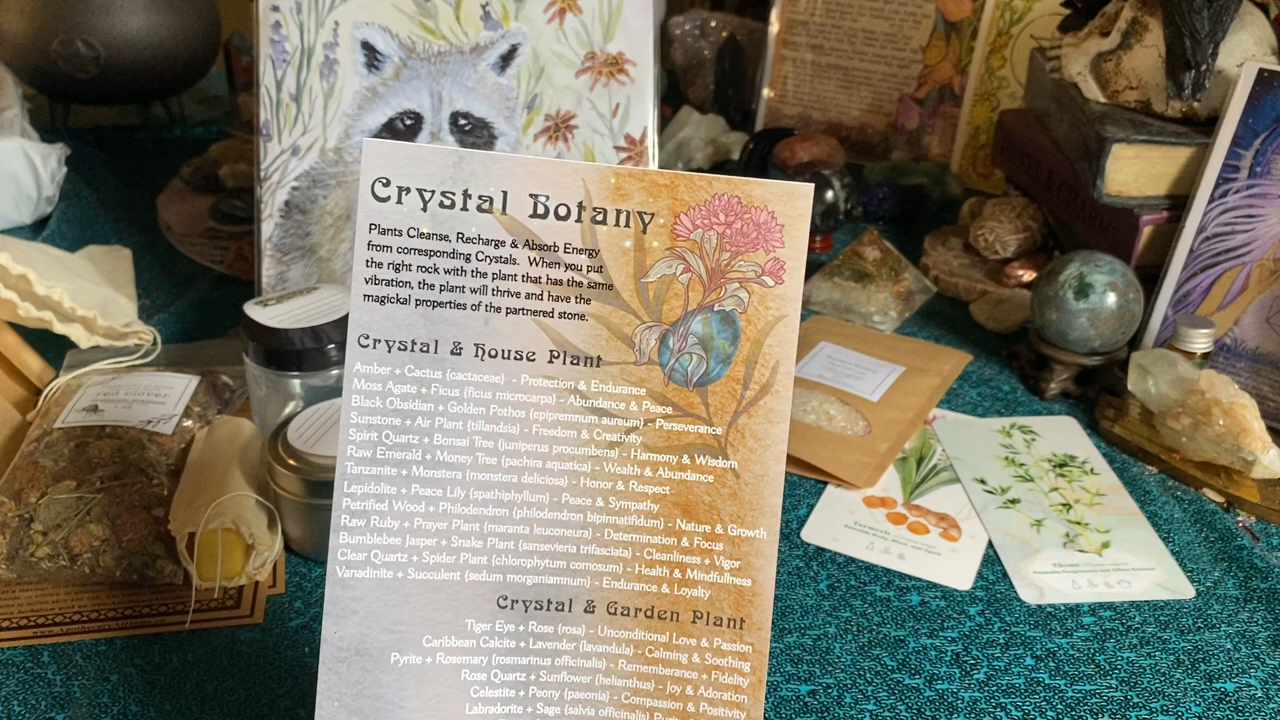 Crystal Botany
Plants Cleanse, Recharge & Absorb Energy
from corresponding Crystals. When you put
the right rock with the plant that has the same
vibration, the plant will thrive and have the
magickal properties of the partnered stone.
Crystal & House Plant
Amber + Cactus {cactaceae} - Protection & Endurance
Moss Agate + Ficus {ficus microcarpa} - Abundance & Peace
Black Obsidian + Golden Pothos {epipremnum aureum} - Perseverance
Sunstone + Air Plant {tillandsia} - Freedom & Creativity
Spirit Quartz + Bonsai Tree {juniperus procumbens} - Harmony & Wisdom
Raw Emerald + Money Tree {pachira aquatica} - Wealth & Abundance
Tanzanite + Monstera {monstera deliciosa} - Honor & Respect
Lepidolite + Peace Lily {spathiphyllum} - Peace & Sympathy
Petrified Wood + Philodendron {philodendron bipinnatifidum} - Nature & Growth
Raw Ruby + Prayer Plant {maranta leuconeura} - Determination & Focus
Bumblebee Jasper + Snake Plant {sansevieria trifasciata} - Cleanliness + Vigor
Clear Quartz + Spider Plant {chlorophytum comosum} - Health & Mindfullness
Vanadinite + Succulent {sedum morganiamnum} - Endurance & Loyalty
Crystal & Garden Plant
Tiger Eye + Rose {rosa} - Unconditional Love & Passion
Caribbean Calcite + Lavender {lavandula} - Calming & Soothing
Pyrite + Rosemary {rosmarinus officinalis} - Rememberance + Fidelity
Rose Quartz + Sunflower {helianthus} - Joy & Adoration
Celestite + Peony {paeonia} - Compassion & Positivity
Labradorite + Sage {salvia officinalis}
red clover
Turmeric
Thyme